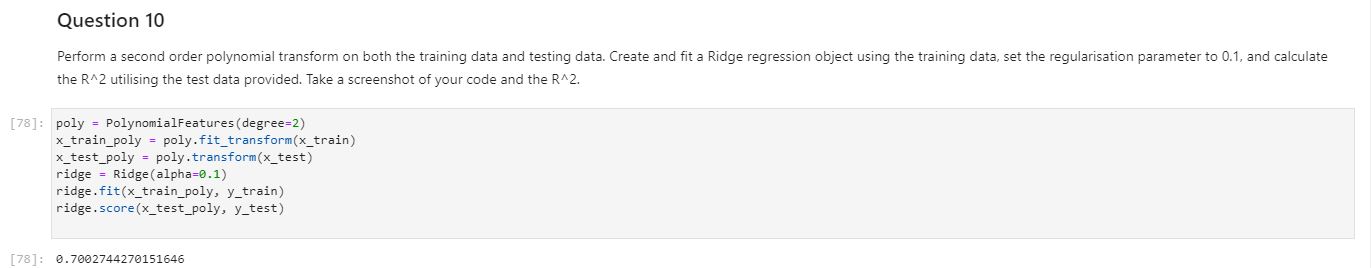 Question 10
Perform a second order polynomial transform on both the training data and testing data. Create and fit a Ridge regression object using the training data, set the regularisation parameter to 0.1, and calculate
the R^2 utilising the test data provided. Take a screenshot of your code and the R^2.
[78]: poly = PolynomialFeatures(degree=2)
x_train_poly = poly.fit_transform(x_train)
x_test_poly = poly.transform(x_test)
ridge = Ridge(alpha=0.1)
ridge.fit(x_train_poly, y_train)
ridge.score(x_test_poly, y_test)
[78]: 0.7002744270151646